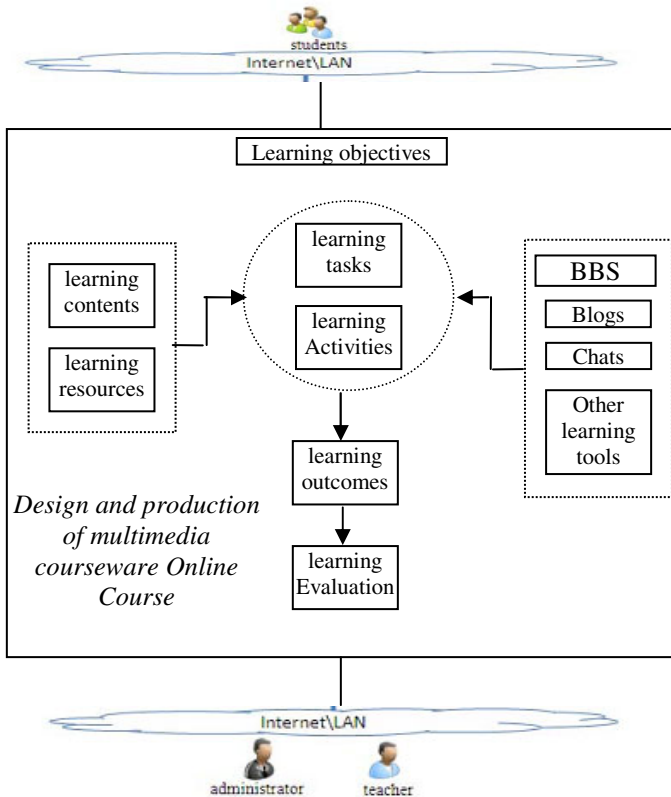 students
Internet\LAN
Learning objectives
learning
contents
learning
resources
learning
tasks
learning
Activities
BBS
Blogs
Chats
Other
learning
tools
learning
outcomes
learning
Evaluation
Design and production
of multimedia
courseware Online
Course
Internet\LAN
administrator
teacher